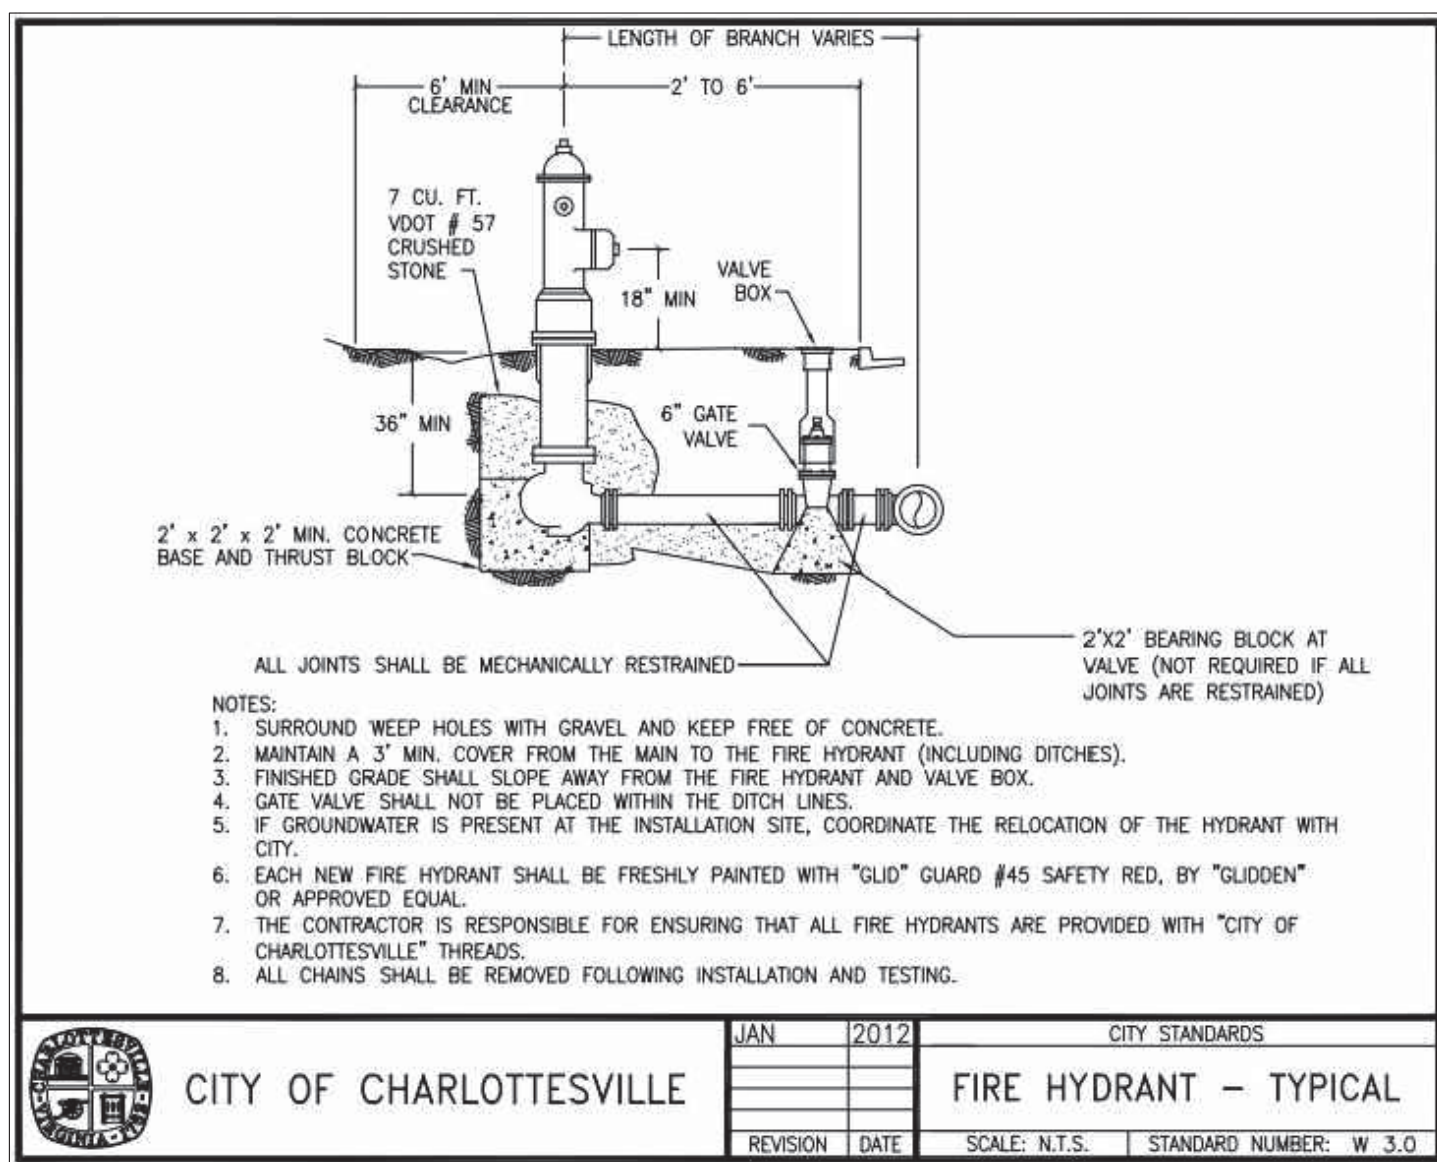 LENGTH OF BRANCH VARIES
6' MIN
CLEARANCE
2' TO 6'
7 CU. FT.
VDOT # 57
CRUSHED
STONE
18" MIN
VALVE
BOX
36" MIN
6" GATE
VALVE
2' x 2' x 2' MIN. CONCRETE
BASE AND THRUST BLOCK
ALL JOINTS SHALL BE MECHANICALLY RESTRAINED
2'X2' BEARING BLOCK AT
VALVE (NOT REQUIRED IF ALL
JOINTS ARE RESTRAINED)
NOTES:
1. SURROUND WEEP HOLES WITH GRAVEL AND KEEP FREE OF CONCRETE.
2. MAINTAIN A 3' MIN. COVER FROM THE MAIN TO THE FIRE HYDRANT (INCLUDING DITCHES).
3. FINISHED GRADE SHALL SLOPE AWAY FROM THE FIRE HYDRANT AND VALVE BOX.
4. GATE VALVE SHALL NOT BE PLACED WITHIN THE DITCH LINES.
5. IF GROUNDWATER IS PRESENT AT THE INSTALLATION SITE, COORDINATE THE RELOCATION OF THE HYDRANT WITH
CITY.
6. EACH NEW FIRE HYDRANT SHALL BE FRESHLY PAINTED WITH "GLID" GUARD #45 SAFETY RED, BY "GLIDDEN"
OR APPROVED EQUAL.
7. THE CONTRACTOR IS RESPONSIBLE FOR ENSURING THAT ALL FIRE HYDRANTS ARE PROVIDED WITH "CITY OF
CHARLOTTESVILLE" THREADS.
8. ALL CHAINS SHALL BE REMOVED FOLLOWING INSTALLATION AND TESTING.
CHARLOTTESVILLE
VIRGINIA
CITY OF CHARLOTTESVILLE
JAN 2012
REVISION DATE
CITY STANDARDS
FIRE HYDRANT – TYPICAL
SCALE: N.T.S. STANDARD NUMBER: W 3.0